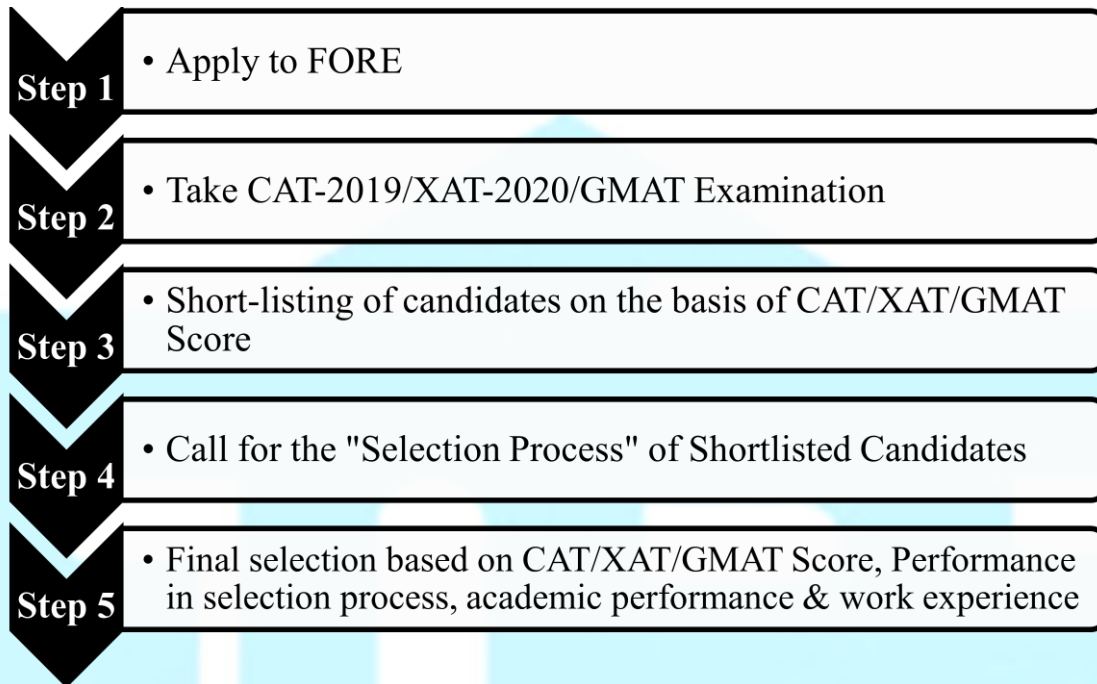 Step 1
• Apply to FORE
Step 2
• Take CAT-2019/XAT-2020/GMAT Examination
Step 3
• Short-listing of candidates on the basis of CAT/XAT/GMAT
Score
Step 4
• Call for the "Selection Process" of Shortlisted Candidates
Step 5
• Final selection based on CAT/XAT/GMAT Score, Performance
in selection process, academic performance & work experience